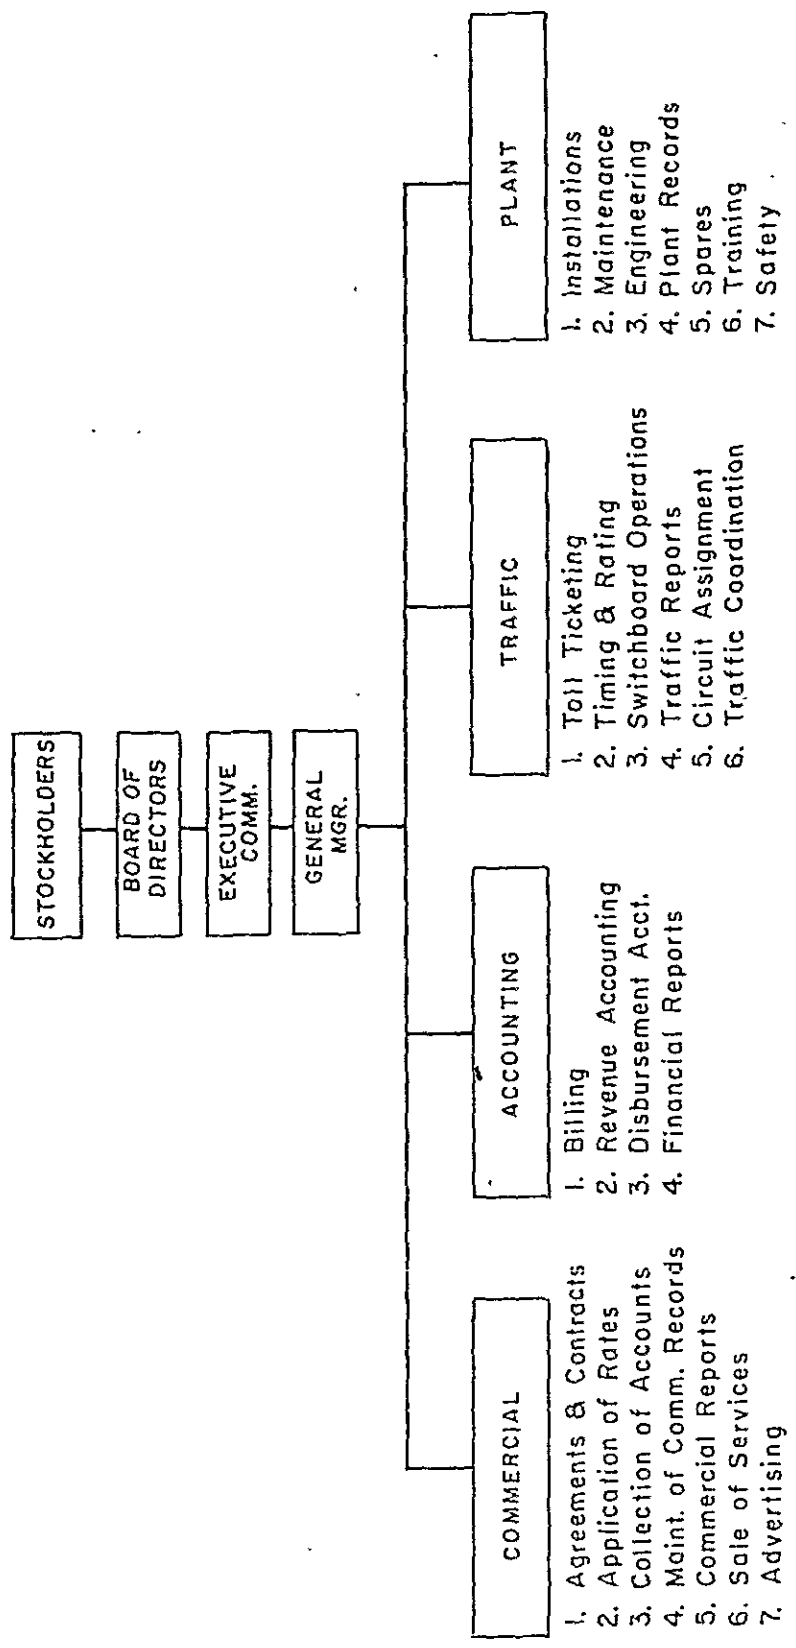 STOCKHOLDERS
BOARD OF
DIRECTORS
EXECUTIVE
COMM.
GENERAL
MGR.
COMMERCIAL
1. Agreements & Contracts
2. Application of Rates
3. Collection of Accounts
4. Maint. of Comm. Records
5. Commercial Reports
6. Sale of Services
7. Advertising
ACCOUNTING
1. Billing
2. Revenue Accounting
3. Disbursement Acct.
4. Financial Reports
TRAFFIC
1. Toll Ticketing
2. Timing & Rating
3. Switchboard Operations
4. Traffic Reports
5. Circuit Assignment
6. Traffic Coordination
PLANT
1. Installations
2. Maintenance
3. Engineering
4. Plant Records
5. Spares
6. Training
7. Safety